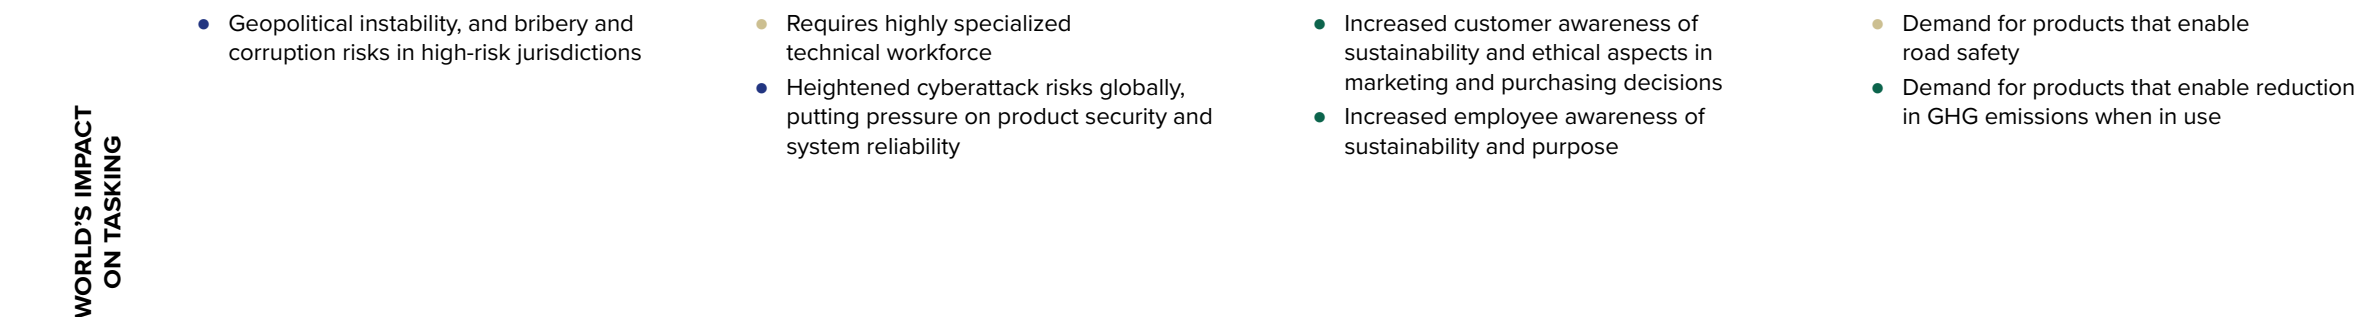 WORLD’S IMPACT
ON TASKING
• Geopolitical instability, and bribery and
corruption risks in high-risk jurisdictions
• Requires highly specialized
technical workforce
• Heightened cyberattack risks globally,
putting pressure on product security and
system reliability
• Increased customer awareness of
sustainability and ethical aspects in
marketing and purchasing decisions
• Increased employee awareness of
sustainability and purpose
• Demand for products that enable
road safety
• Demand for products that enable reduction
in GHG emissions when in use